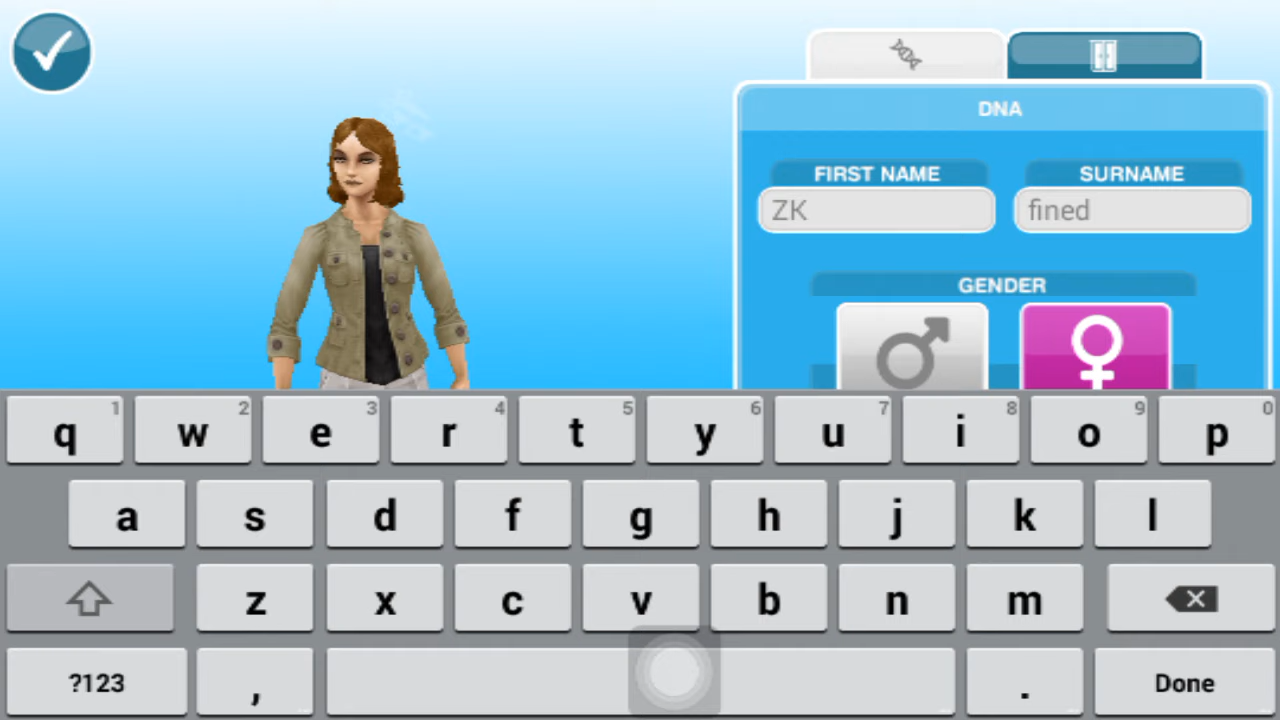 DNA
FIRST NAME SURNAME
ZK fined
GENDER
1 2 3 4 5 6 7 8 9 0
q w e r t y u i o p
a s d f g h j k l
z x c v b n m
?123 , . Done